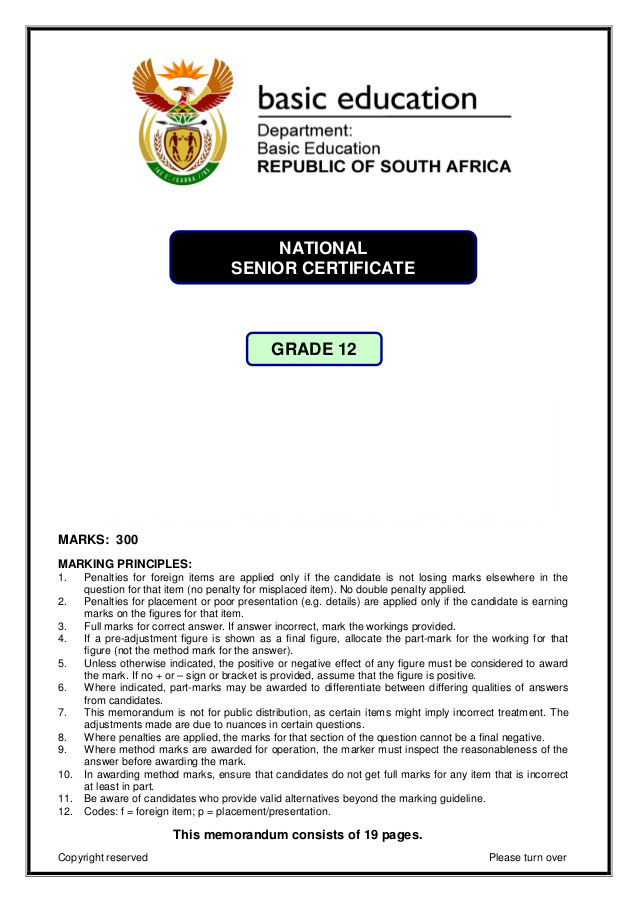 basic education
Department:
Basic Education
REPUBLIC OF SOUTH AFRICA
NATIONAL
SENIOR CERTIFICATE
GRADE 12
MARKS: 300
MARKING PRINCIPLES:
1. Penalties for foreign items are applied only if the candidate is not losing marks elsewhere in the
question for that item (no penalty for misplaced item). No double penalty applied.
2. Penalties for placement or poor presentation (e.g. details) are applied only if the candidate is earning
marks on the figures for that item.
3. Full marks for correct answer. If answer incorrect, mark the workings provided.
4. If a pre-adjustment figure is shown as a final figure, allocate the part-mark for the working for that
figure (not the method mark for the answer).
5. Unless otherwise indicated, the positive or negative effect of any figure must be considered to award
the mark. If no + or – sign or bracket is provided, assume that the figure is positive.
6. Where indicated, part-marks may be awarded to differentiate between differing qualities of answers
from candidates.
7. This memorandum is not for public distribution, as certain items might imply incorrect treatment. The
adjustments made are due to nuances in certain questions.
8. Where penalties are applied, the marks for that section of the question cannot be a final negative.
9. Where method marks are awarded for operation, the marker must inspect the reasonableness of the
answer before awarding the mark.
10. In awarding method marks, ensure that candidates do not get full marks for any item that is incorrect
at least in part.
11. Be aware of candidates who provide valid alternatives beyond the marking guideline.
12. Codes: f = foreign item; p = placement/presentation.
This memorandum consists of 19 pages.
Copyright reserved
Please turn over